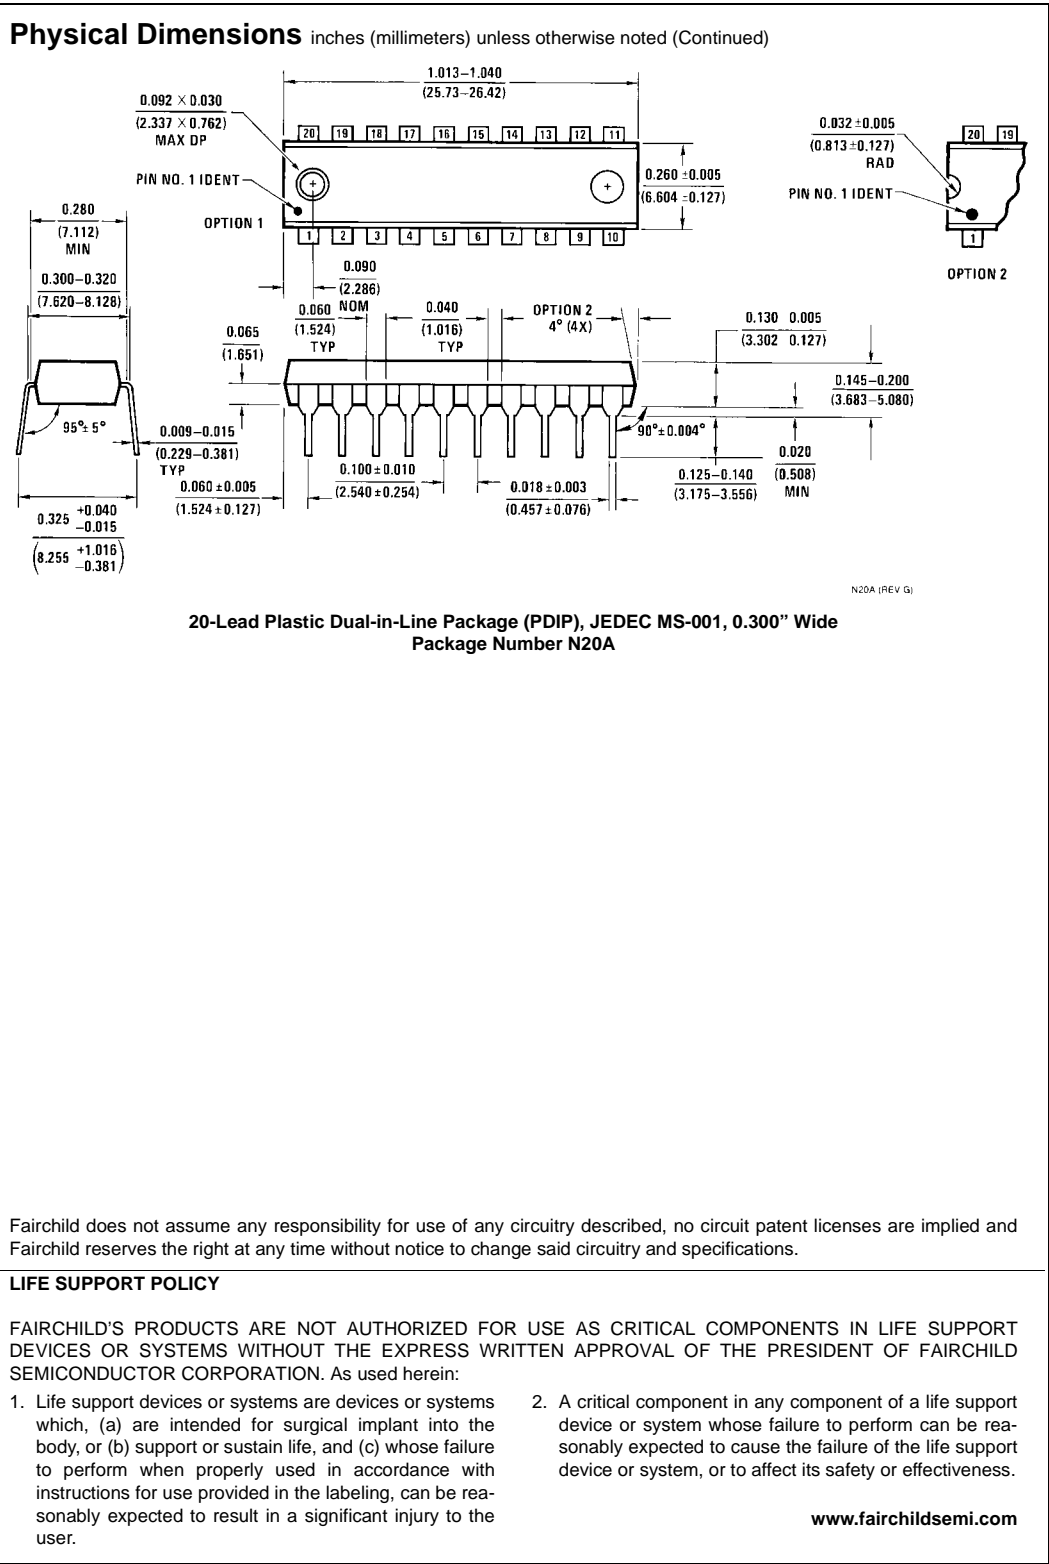 Physical Dimensions inches (millimeters) unless otherwise noted (Continued)
1.013–1.040
(25.73–26.42)
0.092 × 0.030
(2.337 × 0.762)
MAX DP
20 19 18 17 16 15 14 13 12 11
0.032 ±0.005
(0.813 ±0.127)
RAD
20 19
PIN NO. 1 IDENT
0.260 ±0.005
(6.604 ±0.127)
PIN NO. 1 IDENT
OPTION 1
1 2 3 4 5 6 7 8 9 10
1
OPTION 2
0.280
(7.112)
MIN
0.300–0.320
(7.620–8.128)
0.090
(2.286)
NOM
0.060
(1.524)
TYP
0.040
(1.016)
TYP
OPTION 2
4° (4X)
0.130 0.005
(3.302 0.127)
0.065
(1.651)
0.145–0.200
(3.683–5.080)
95°± 5°
90°±0.004°
0.009–0.015
(0.229–0.381)
TYP
0.100 ±0.010
(2.540 ±0.254)
0.020
(0.508)
MIN
0.125–0.140
(3.175–3.556)
0.060 ±0.005
(1.524 ±0.127)
0.018 ±0.003
(0.457 ±0.076)
0.325 +0.040
–0.015
(8.255 +1.016
–0.381)
N20A (REV G)
20-Lead Plastic Dual-in-Line Package (PDIP), JEDEC MS-001, 0.300” Wide
Package Number N20A
Fairchild does not assume any responsibility for use of any circuitry described, no circuit patent licenses are implied and
Fairchild reserves the right at any time without notice to change said circuitry and specifications.
LIFE SUPPORT POLICY
FAIRCHILD’S PRODUCTS ARE NOT AUTHORIZED FOR USE AS CRITICAL COMPONENTS IN LIFE SUPPORT
DEVICES OR SYSTEMS WITHOUT THE EXPRESS WRITTEN APPROVAL OF THE PRESIDENT OF FAIRCHILD
SEMICONDUCTOR CORPORATION. As used herein:
1. Life support devices or systems are devices or systems
which, (a) are intended for surgical implant into the
body, or (b) support or sustain life, and (c) whose failure
to perform when properly used in accordance with
instructions for use provided in the labeling, can be rea-
sonably expected to result in a significant injury to the
user.
2. A critical component in any component of a life support
device or system whose failure to perform can be rea-
sonably expected to cause the failure of the life support
device or system, or to affect its safety or effectiveness.
www.fairchildsemi.com